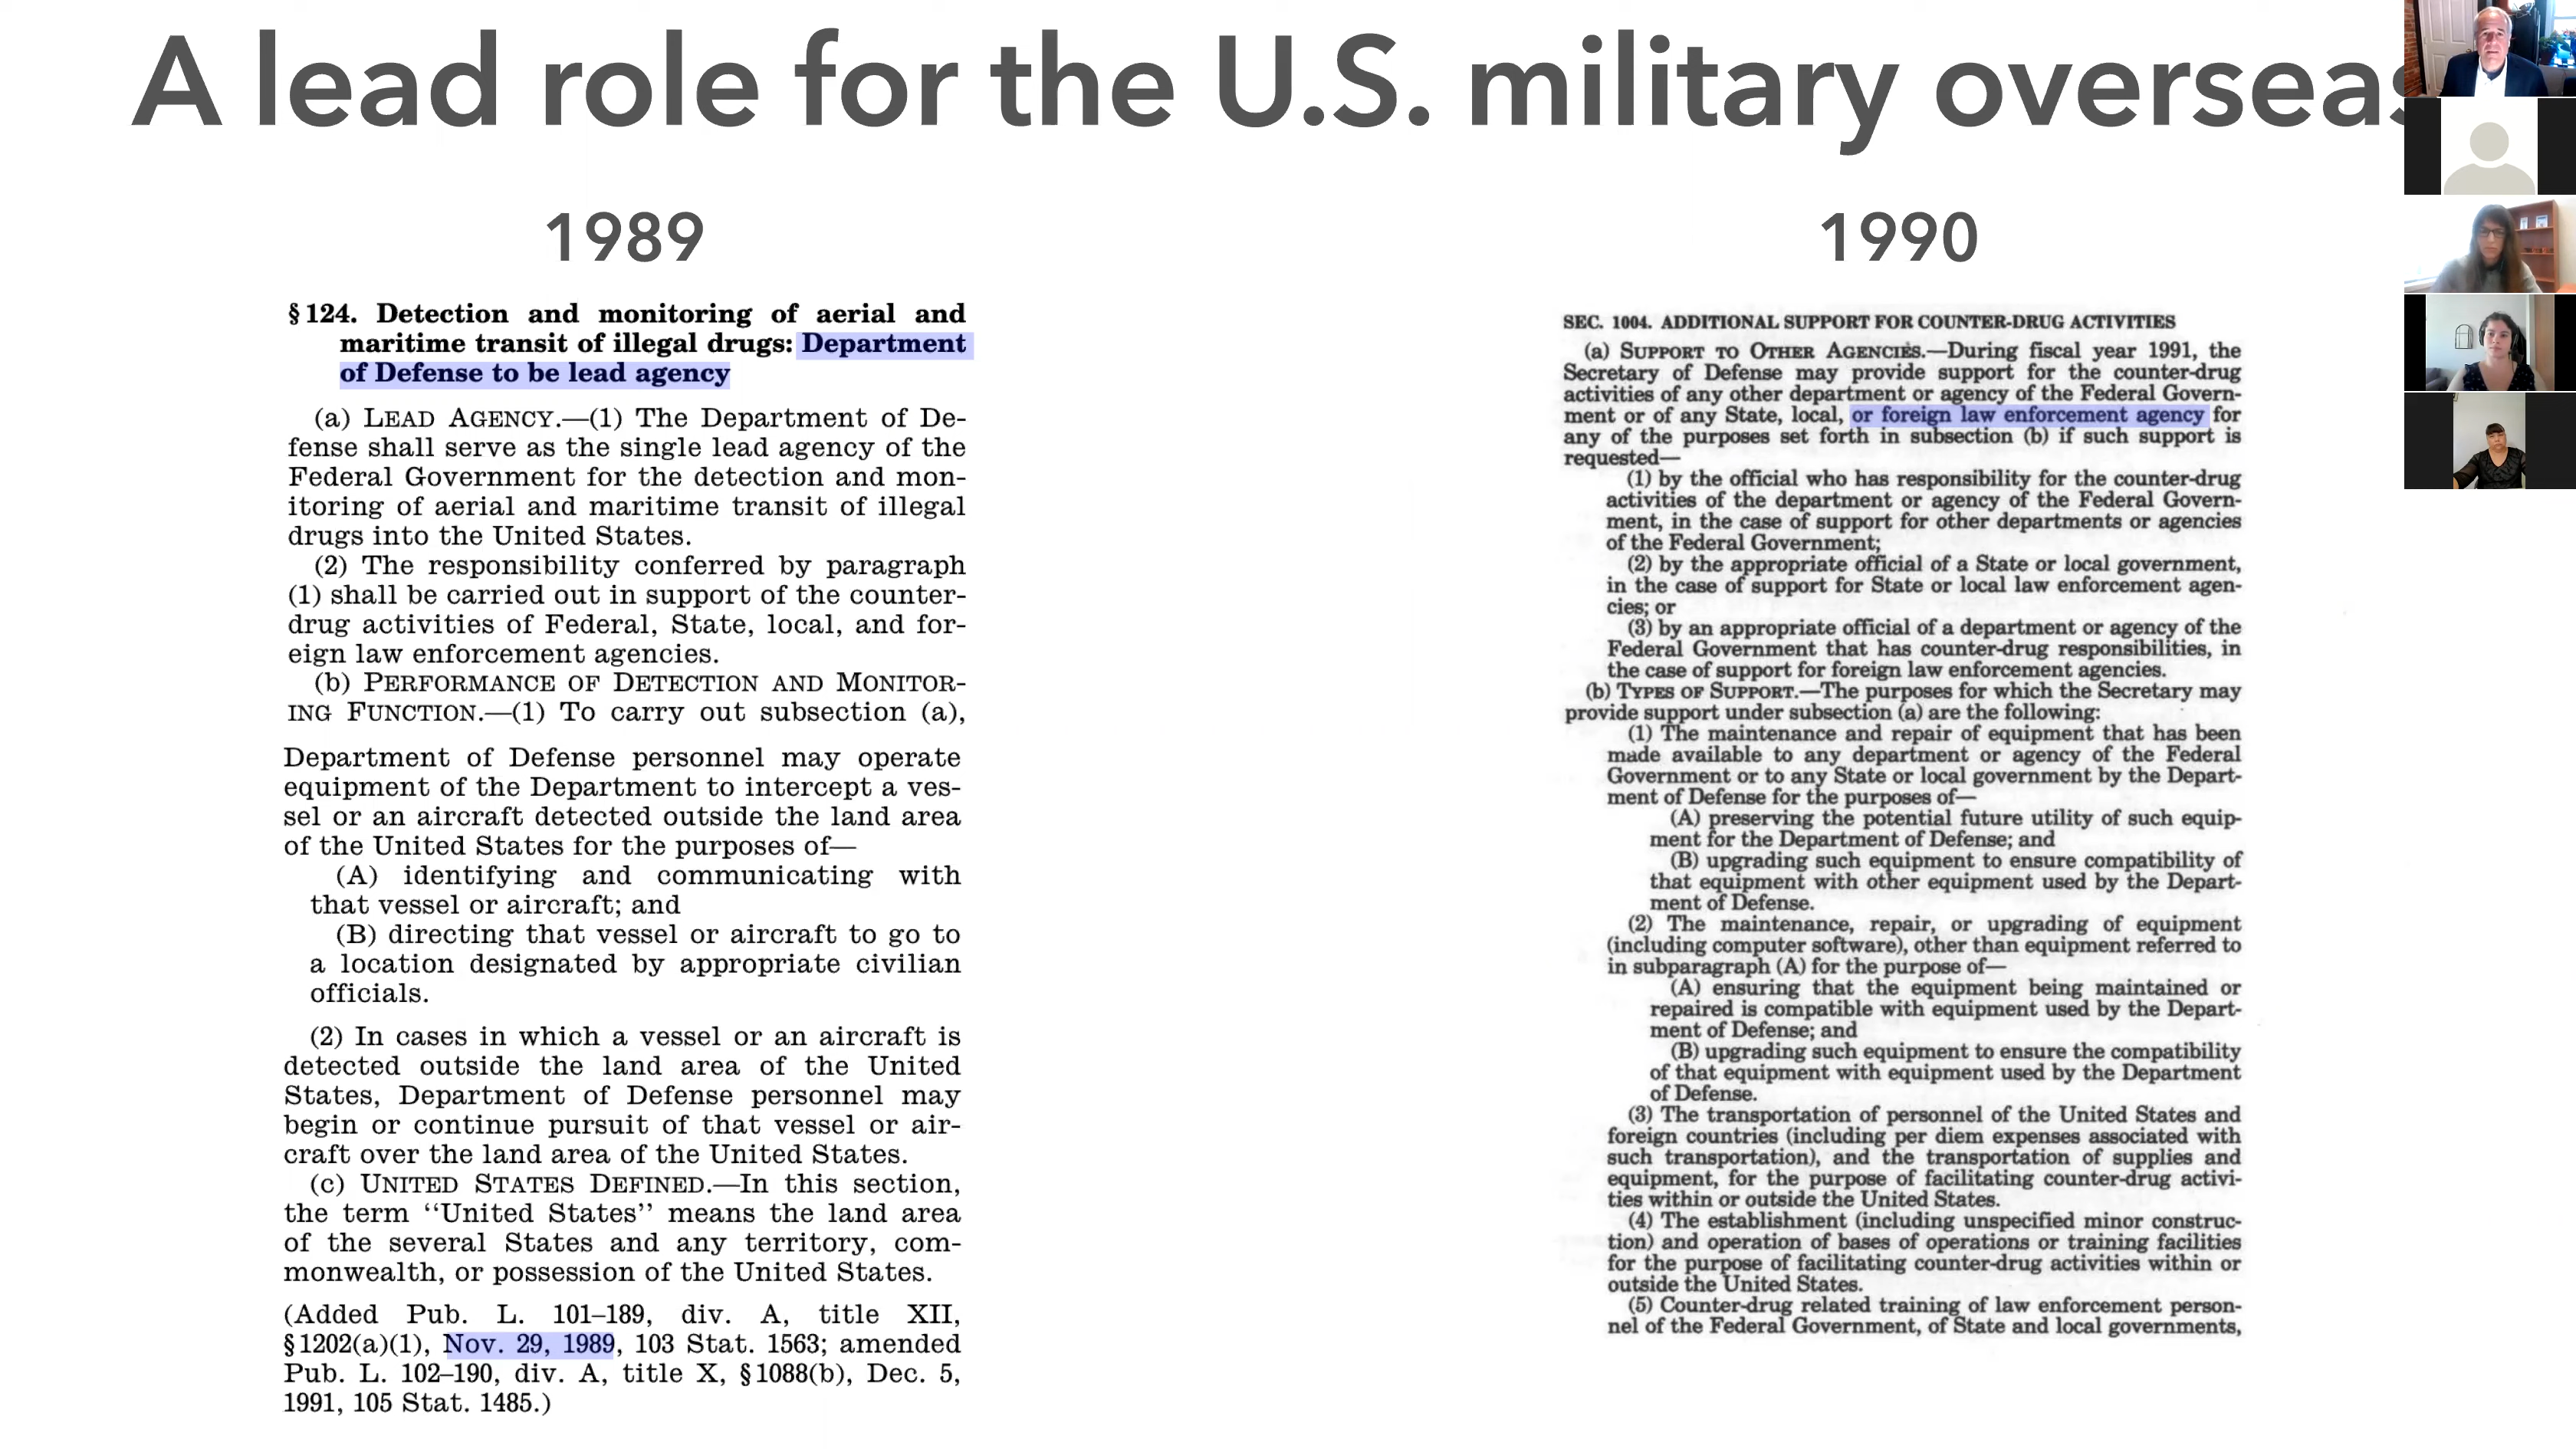 A lead role for the U.S. military overseas
1989
§ 124. Detection and monitoring of aerial and
maritime transit of illegal drugs: Department
of Defense to be lead agency
(a) LEAD AGENCY.—(1) The Department of De-
fense shall serve as the single lead agency of the
Federal Government for the detection and mon-
itoring of aerial and maritime transit of illegal
drugs into the United States.
(2) The responsibility conferred by paragraph
(1) shall be carried out in support of the counter-
drug activities of Federal, State, local, and for-
eign law enforcement agencies.
(b) PERFORMANCE OF DETECTION AND MONITOR-
ING FUNCTION.—(1) To carry out subsection (a),
Department of Defense personnel may operate
equipment of the Department to intercept a ves-
sel or an aircraft detected outside the land area
of the United States for the purposes of—
(A) identifying and communicating with
that vessel or aircraft; and
(B) directing that vessel or aircraft to go to
a location designated by appropriate civilian
officials.
(2) In cases in which a vessel or an aircraft is
detected outside the land area of the United
States, Department of Defense personnel may
begin or continue pursuit of that vessel or air-
craft over the land area of the United States.
(c) UNITED STATES DEFINED.—In this section,
the term ‘‘United States’’ means the land area
of the several States and any territory, com-
monwealth, or possession of the United States.
(Added Pub. L. 101–189, div. A, title XII,
§ 1202(a)(1), Nov. 29, 1989, 103 Stat. 1563; amended
Pub. L. 102–190, div. A, title X, § 1088(b), Dec. 5,
1991, 105 Stat. 1485.)
1990
SEC. 1004. ADDITIONAL SUPPORT FOR COUNTER-DRUG ACTIVITIES
(a) SUPPORT TO OTHER AGENCIES.—During fiscal year 1991, the
Secretary of Defense may provide support for the counter-drug
activities of any other department or agency of the Federal Govern-
ment or of any State, local, or foreign law enforcement agency for
any of the purposes set forth in subsection (b) if such support is
requested—
(1) by the official who has responsibility for the counter-drug
activities of the department or agency of the Federal Govern-
ment, in the case of support for other departments or agencies
of the Federal Government;
(2) by the appropriate official of a State or local government,
in the case of support for State or local law enforcement agen-
cies; or
(3) by an appropriate official of a department or agency of the
Federal Government that has counter-drug responsibilities, in
the case of support for foreign law enforcement agencies.
(b) TYPES OF SUPPORT.—The purposes for which the Secretary may
provide support under subsection (a) are the following:
(1) The maintenance and repair of equipment that has been
made available to any department or agency of the Federal
Government or to any State or local government by the Depart-
ment of Defense for the purposes of—
(A) preserving the potential future utility of such equip-
ment for the Department of Defense; and
(B) upgrading such equipment to ensure compatibility of
that equipment with other equipment used by the Depart-
ment of Defense.
(2) The maintenance, repair, or upgrading of equipment
(including computer software), other than equipment referred to
in subparagraph (A) for the purpose of—
(A) ensuring that the equipment being maintained or
repaired is compatible with equipment used by the Depart-
ment of Defense; and
(B) upgrading such equipment to ensure the compatibility
of that equipment with equipment used by the Department
of Defense.
(3) The transportation of personnel of the United States and
foreign countries (including per diem expenses associated with
such transportation), and the transportation of supplies and
equipment, for the purpose of facilitating counter-drug activi-
ties within or outside the United States.
(4) The establishment (including unspecified minor construc-
tion) and operation of bases of operations or training facilities
for the purpose of facilitating counter-drug activities within or
outside the United States.
(5) Counter-drug related training of law enforcement person-
nel of the Federal Government, of State and local governments,